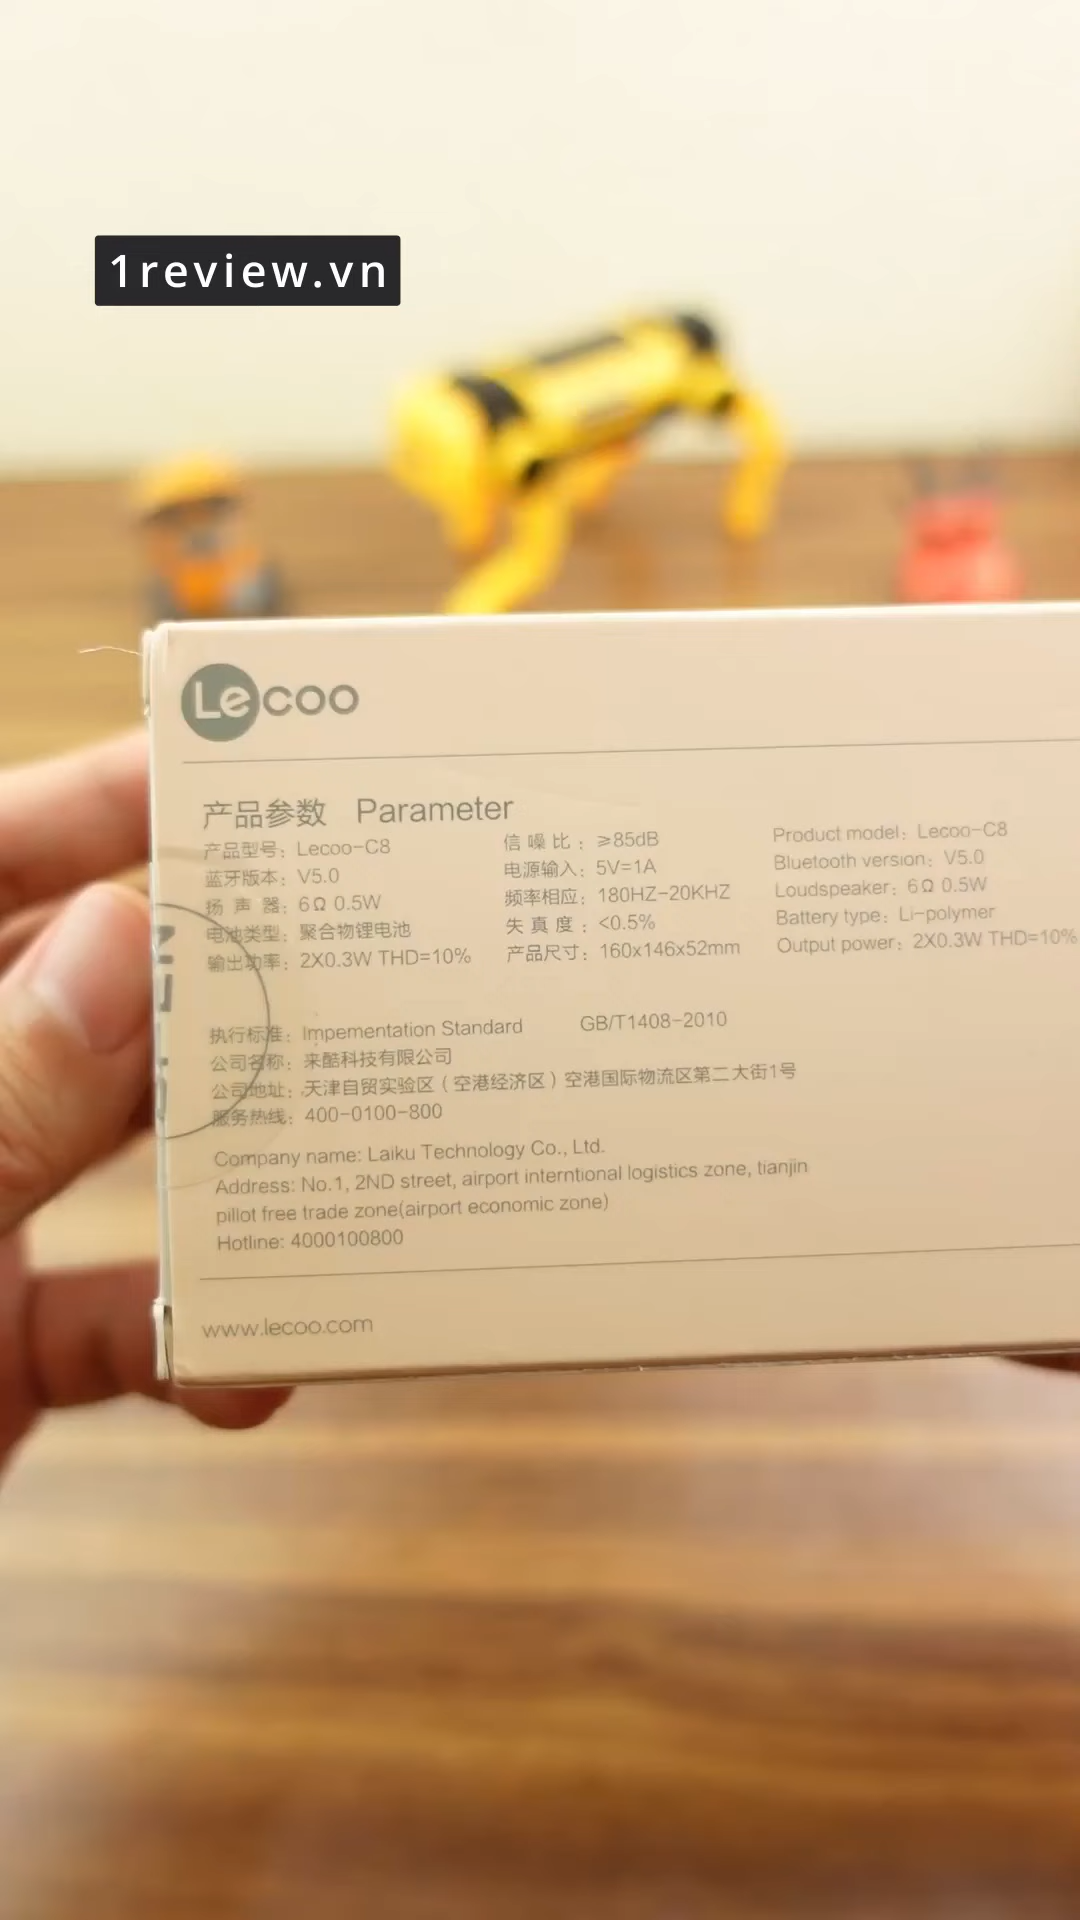 1review.vn
Lecoo
产品参数 Parameter
产品型号：Lecoo-C8
蓝牙版本：V5.0
扬声器：6Ω 0.5W
电池类型：聚合物锂电池
输出功率：2X0.3W THD=10%
信噪比：≥85dB
电源输入：5V=1A
频率相应：180HZ-20KHZ
失真度：<0.5%
产品尺寸：160x146x52mm
Product model：Lecoo-C8
Bluetooth version：V5.0
Loudspeaker：6Ω 0.5W
Battery type：Li-polymer
Output power：2X0.3W THD=10%
执行标准：Impementation Standard GB/T1408-2010
公司名称：来酷科技有限公司
公司地址：天津自贸实验区（空港经济区）空港国际物流区第二大街1号
服务热线：400-0100-800
Company name: Laiku Technology Co., Ltd.
Address: No.1, 2ND street, airport interntional logistics zone, tianjin
pillot free trade zone(airport economic zone)
Hotline: 4000100800
www.lecoo.com